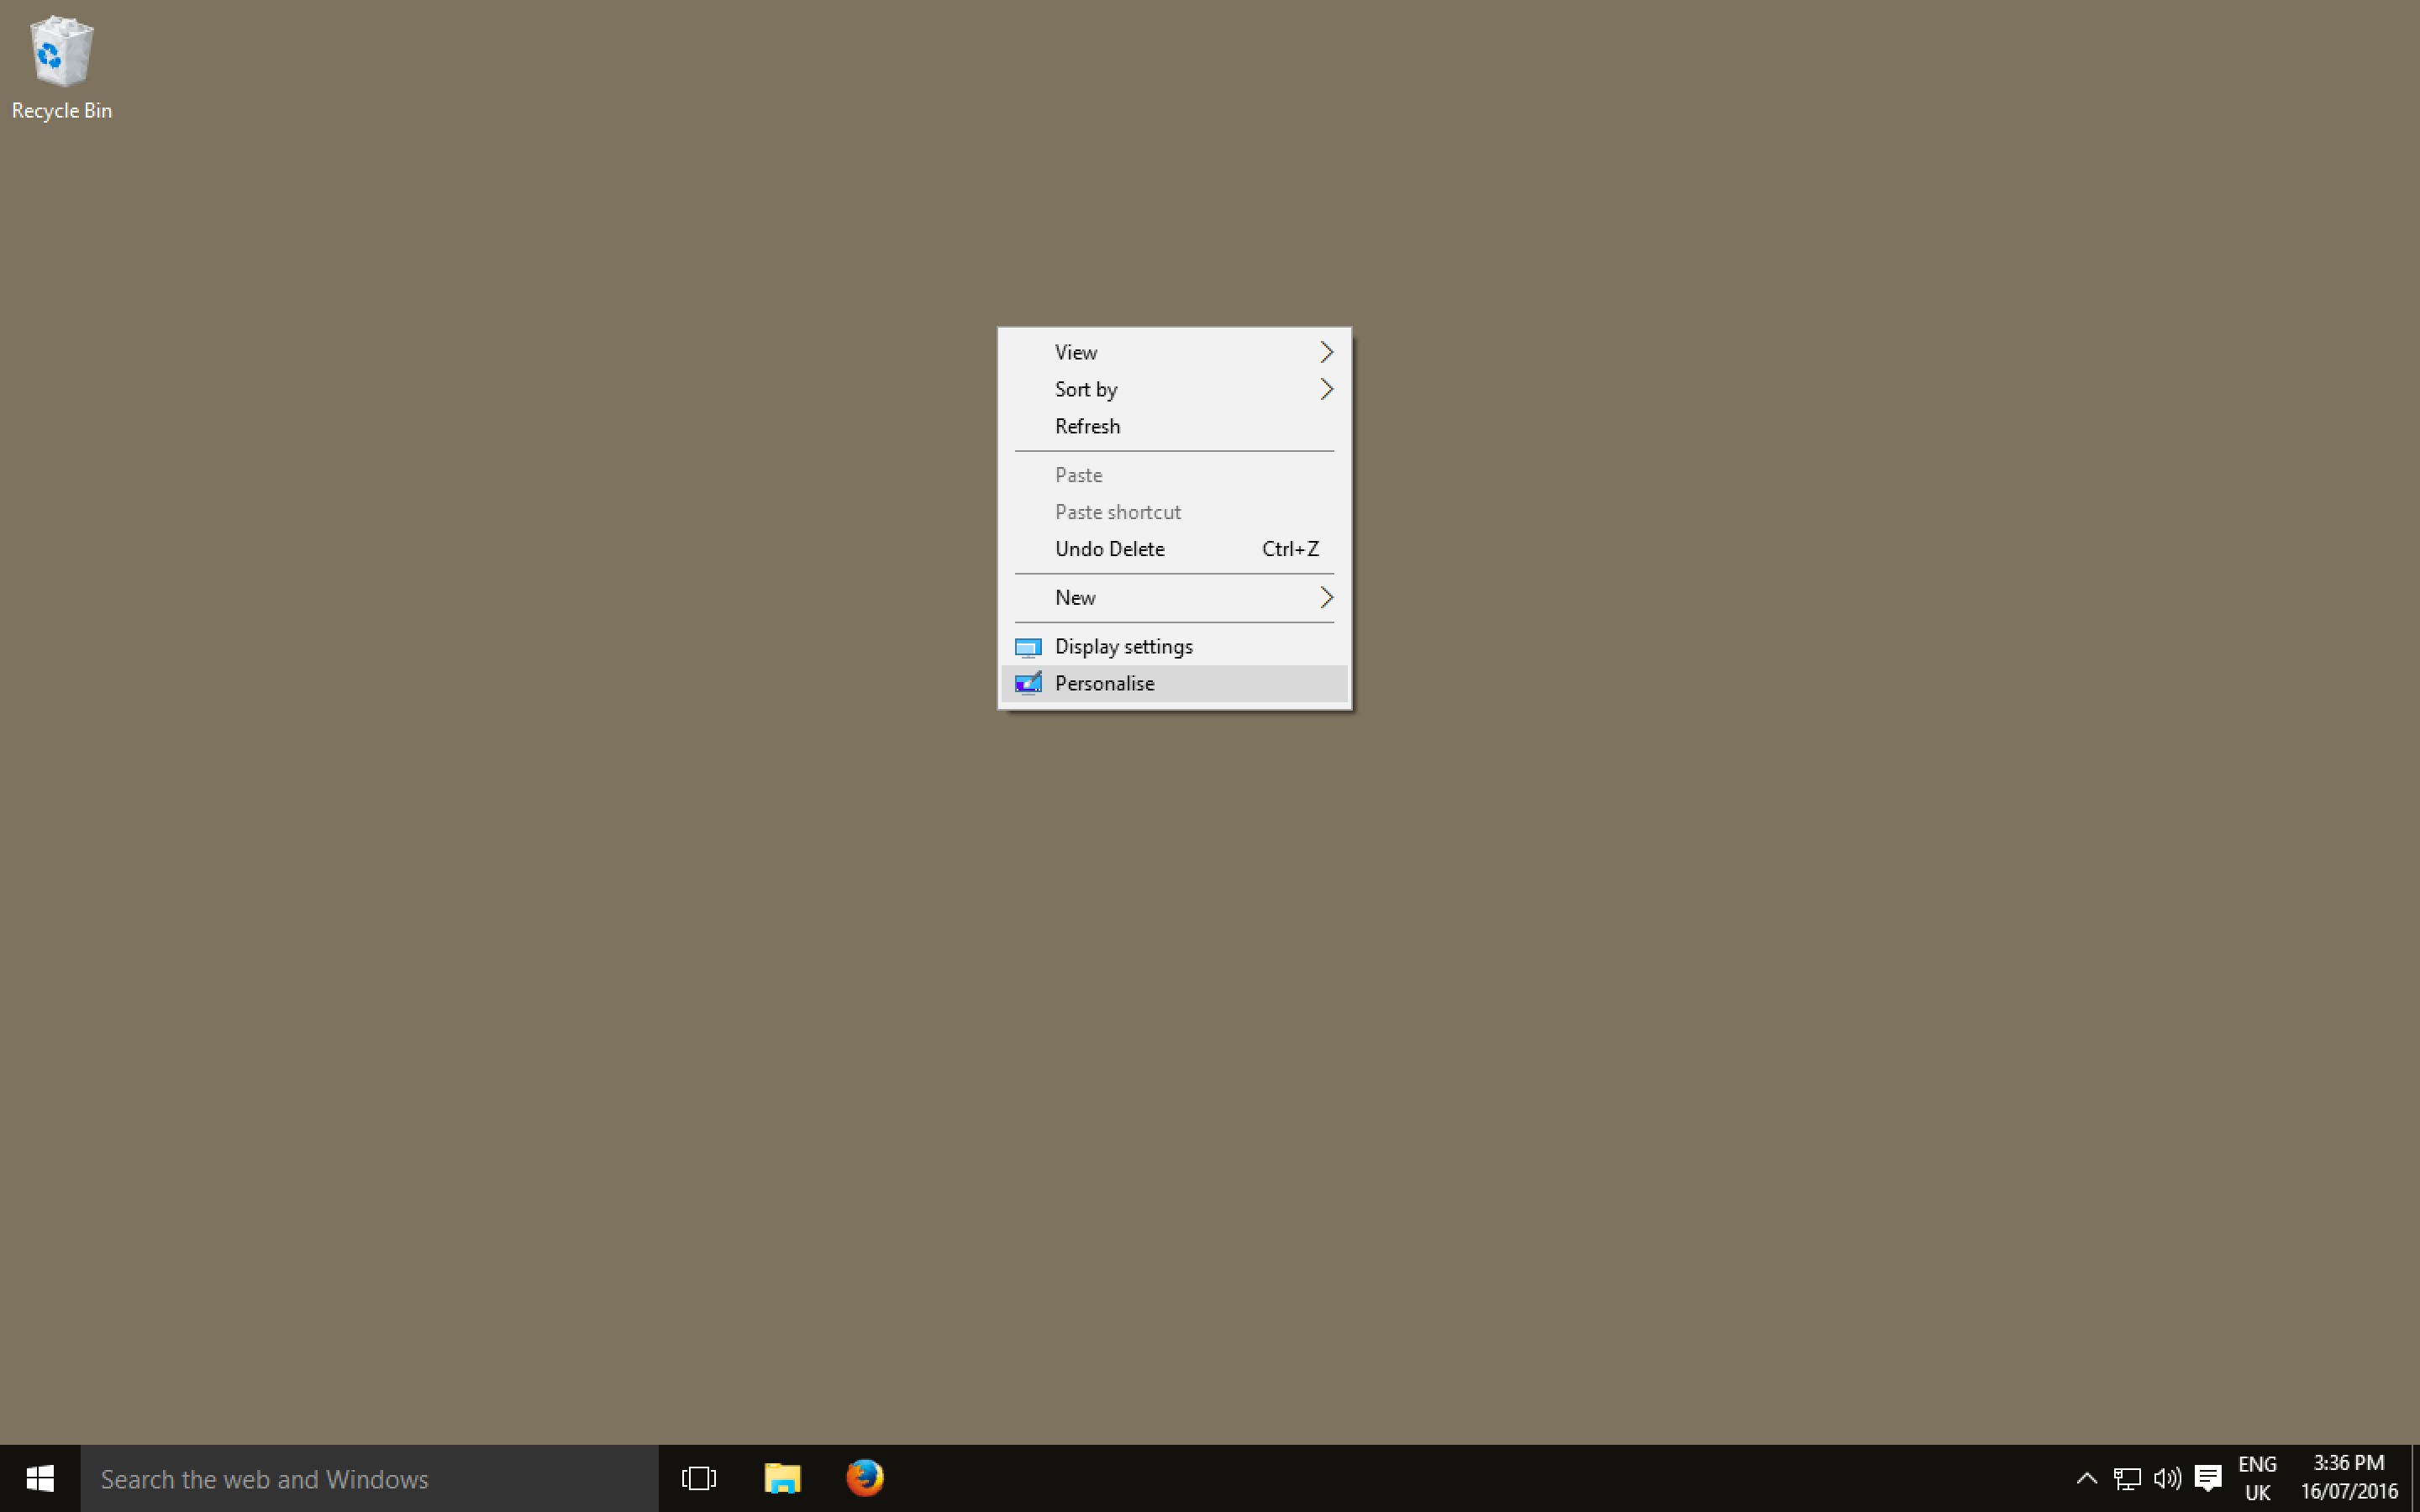 Recycle Bin
View
Sort by
Refresh
Paste
Paste shortcut
Undo Delete Ctrl+Z
New
Display settings
Personalise
Search the web and Windows
ENG
UK
3:36 PM
16/07/2016